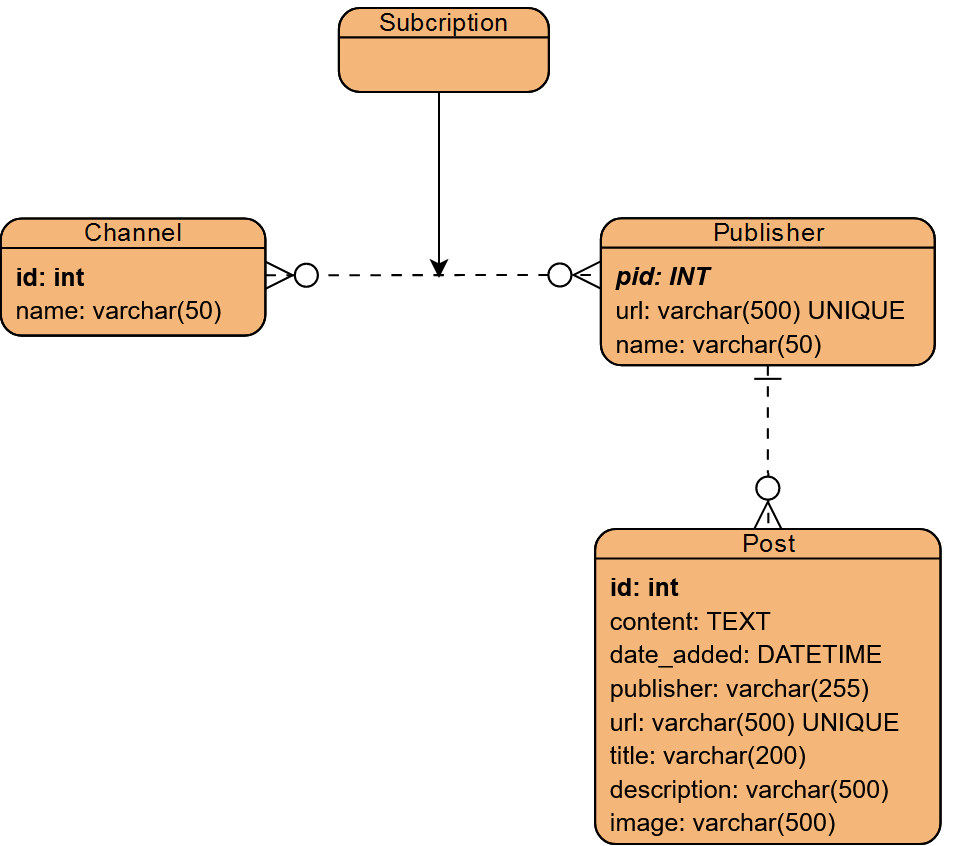 Subcription
Channel
id: int
name: varchar(50)
Publisher
pid: INT
url: varchar(500) UNIQUE
name: varchar(50)
Post
id: int
content: TEXT
date_added: DATETIME
publisher: varchar(255)
url: varchar(500) UNIQUE
title: varchar(200)
description: varchar(500)
image: varchar(500)